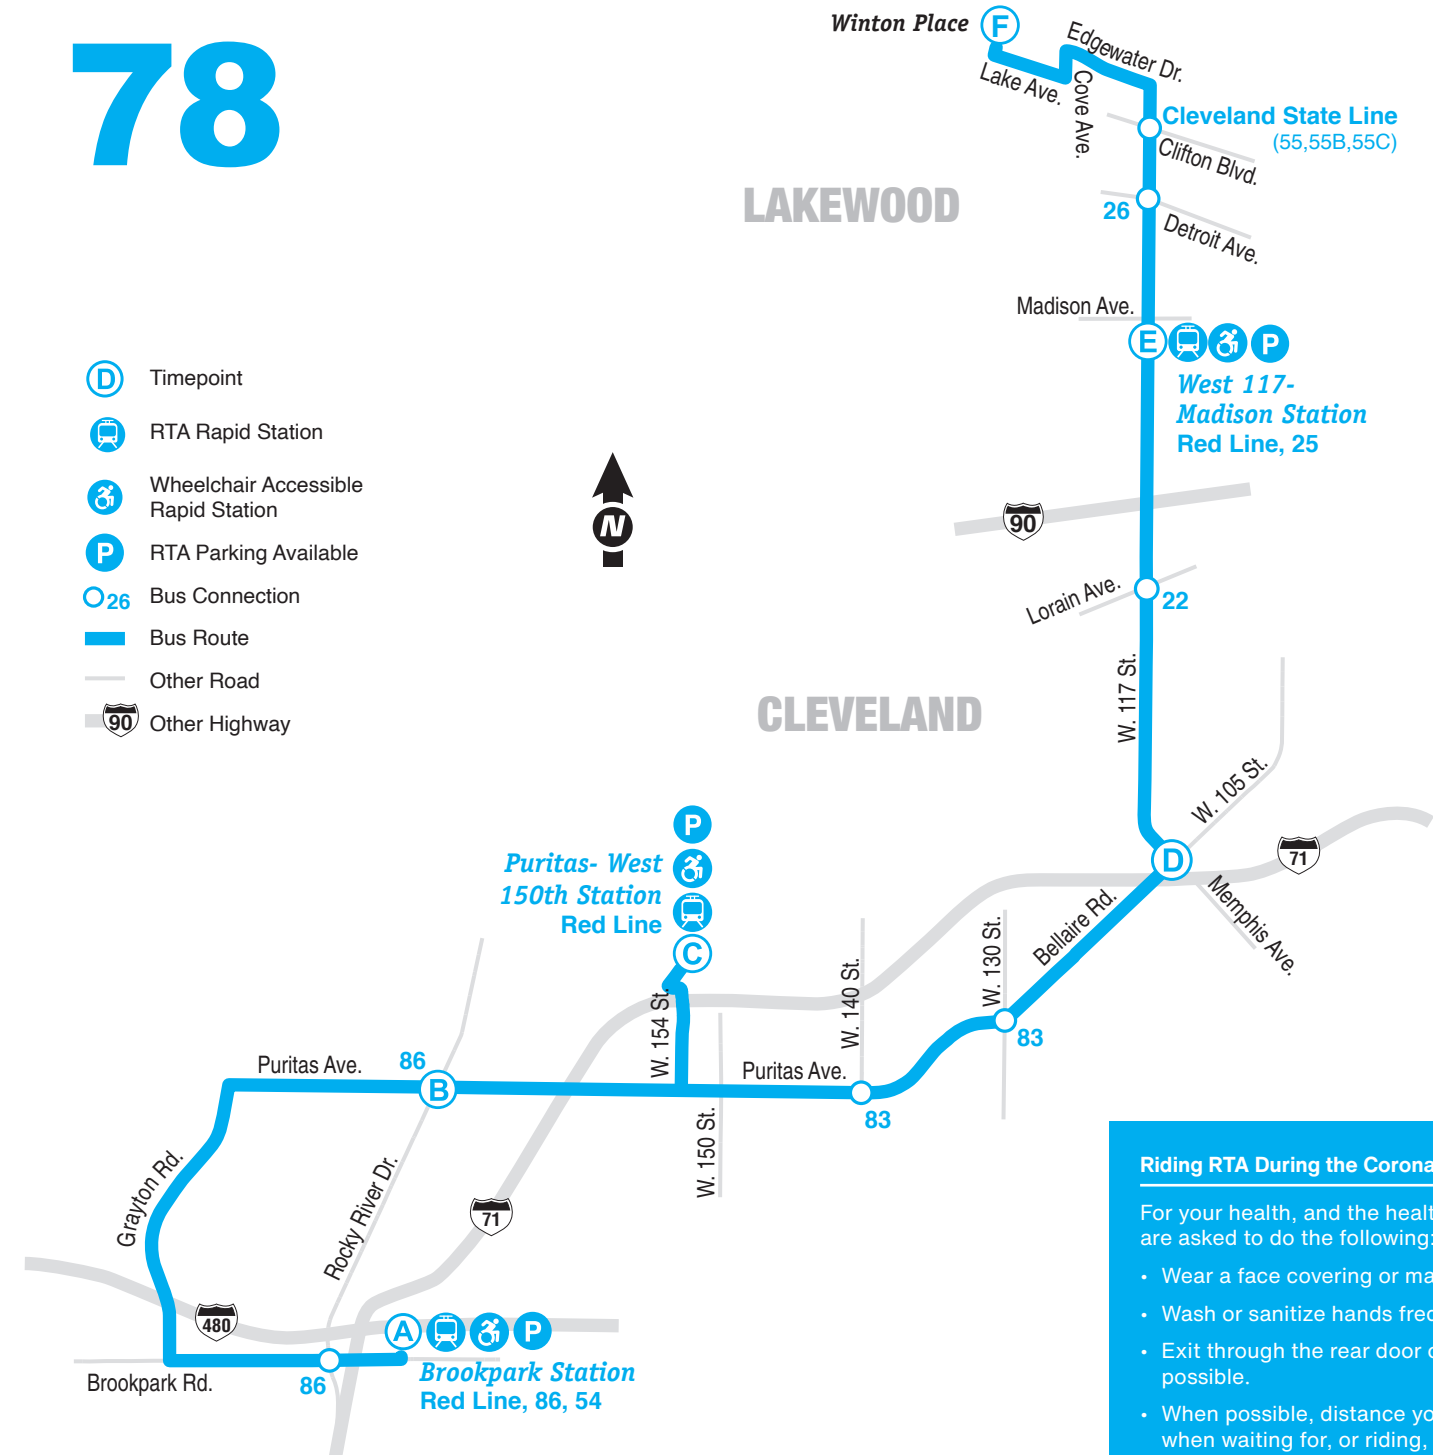 78
Winton Place
F
Edgewater Dr.
Lake Ave.
Cove Ave.
Cleveland State Line
(55,55B,55C)
Clifton Blvd.
LAKEWOOD
26
Detroit Ave.
Madison Ave.
E
P
West 117-
Madison Station
Red Line, 25
D
Timepoint
RTA Rapid Station
Wheelchair Accessible
Rapid Station
P
RTA Parking Available
26
Bus Connection
Bus Route
Other Road
90
Other Highway
N
90
Lorain Ave.
22
W. 117 St.
CLEVELAND
W. 105 St.
71
D
Memphis Ave.
Bellaire Rd.
P
Puritas- West
150th Station
Red Line
C
W. 154 St.
W. 140 St.
W. 130 St.
83
Puritas Ave.
86
B
Puritas Ave.
83
W. 150 St.
Grayton Rd.
Rocky River Dr.
71
480
A
P
Brookpark Rd.
86
Brookpark Station
Red Line, 86, 54
Riding RTA During the Corona
For your health, and the healt
are asked to do the following:
• Wear a face covering or ma
• Wash or sanitize hands freq
• Exit through the rear door o
possible.
• When possible, distance yo
when waiting for, or riding,